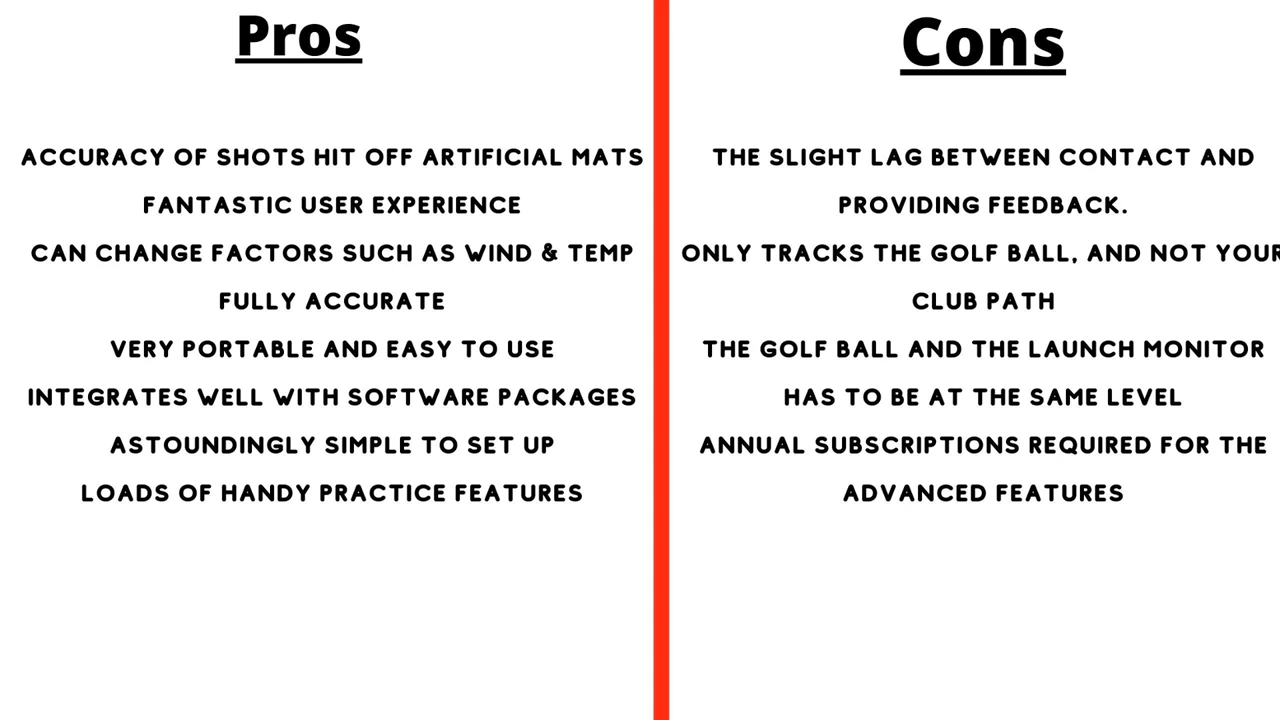 Pros
ACCURACY OF SHOTS HIT OFF ARTIFICIAL MATS
FANTASTIC USER EXPERIENCE
CAN CHANGE FACTORS SUCH AS WIND & TEMP
FULLY ACCURATE
VERY PORTABLE AND EASY TO USE
INTEGRATES WELL WITH SOFTWARE PACKAGES
ASTOUNDINGLY SIMPLE TO SET UP
LOADS OF HANDY PRACTICE FEATURES
Cons
THE SLIGHT LAG BETWEEN CONTACT AND
PROVIDING FEEDBACK.
ONLY TRACKS THE GOLF BALL, AND NOT YOUR
CLUB PATH
THE GOLF BALL AND THE LAUNCH MONITOR
HAS TO BE AT THE SAME LEVEL
ANNUAL SUBSCRIPTIONS REQUIRED FOR THE
ADVANCED FEATURES